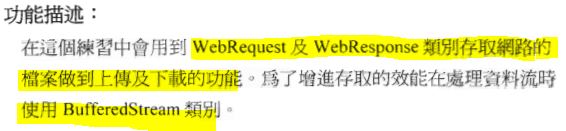 功能描述：
在這個練習中會用到 WebRequest 及 WebResponse 類別存取網路的
檔案做到上傳及下載的功能。為了增進存取的效能在處理資料流時
使用 BufferedStream 類別。